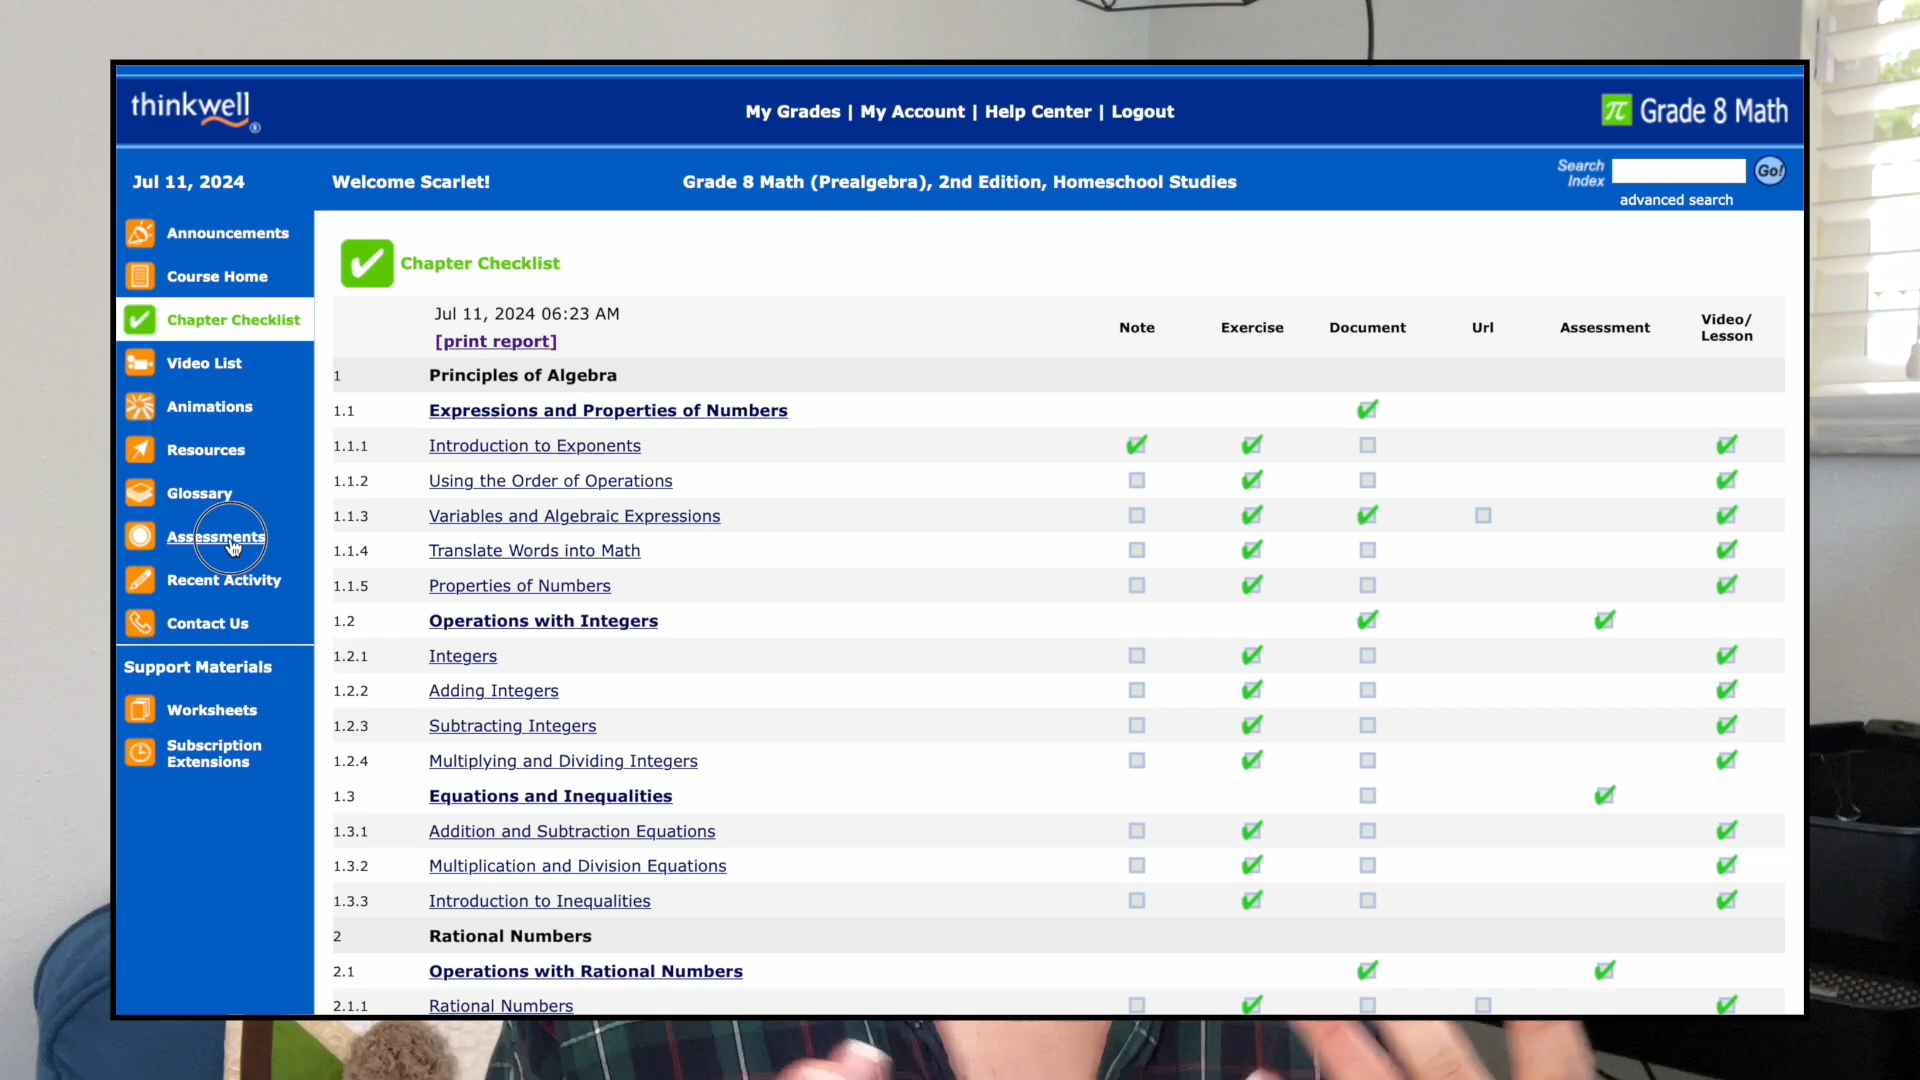 thinkwell®
My Grades | My Account | Help Center | Logout
π Grade 8 Math
Jul 11, 2024
Welcome Scarlet!
Grade 8 Math (Prealgebra), 2nd Edition, Homeschool Studies
Search Index
Go!
advanced search
Announcements
Course Home
Chapter Checklist
Video List
Animations
Resources
Glossary
Assessments
Recent Activity
Contact Us
Support Materials
Worksheets
Subscription
Extensions
Chapter Checklist
Jul 11, 2024 06:23 AM
[print report]
Note Exercise Document Url Assessment Video/ Lesson
1 Principles of Algebra
1.1 Expressions and Properties of Numbers
1.1.1 Introduction to Exponents
1.1.2 Using the Order of Operations
1.1.3 Variables and Algebraic Expressions
1.1.4 Translate Words into Math
1.1.5 Properties of Numbers
1.2 Operations with Integers
1.2.1 Integers
1.2.2 Adding Integers
1.2.3 Subtracting Integers
1.2.4 Multiplying and Dividing Integers
1.3 Equations and Inequalities
1.3.1 Addition and Subtraction Equations
1.3.2 Multiplication and Division Equations
1.3.3 Introduction to Inequalities
2 Rational Numbers
2.1 Operations with Rational Numbers
2.1.1 Rational Numbers